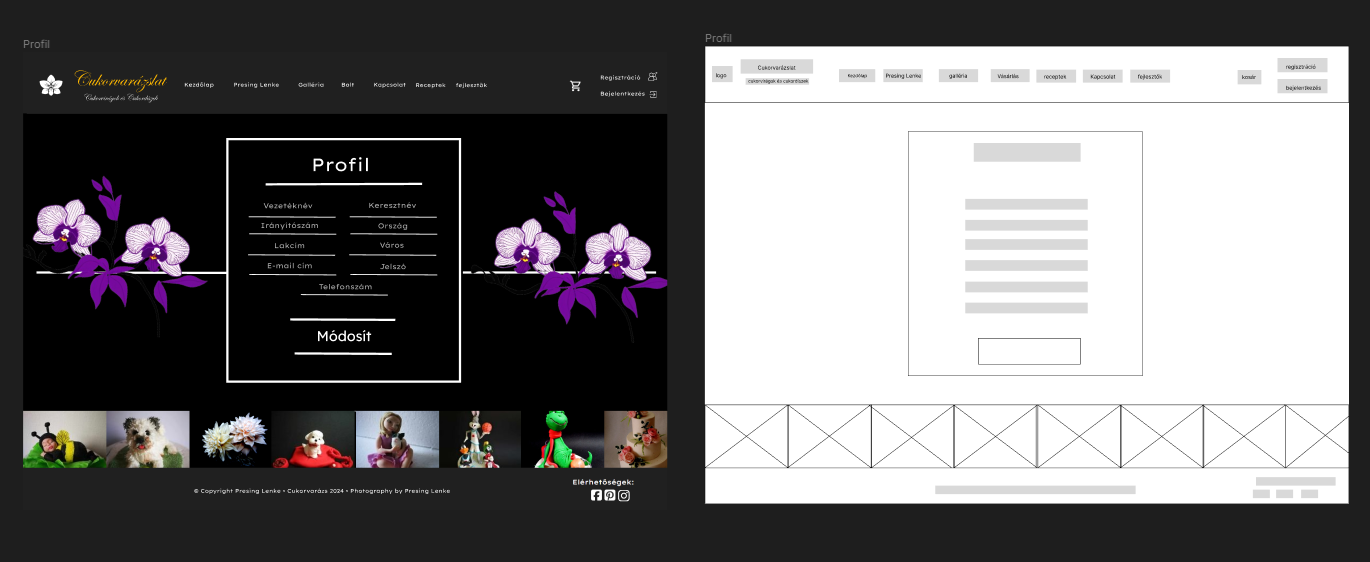 Profil
Cukorvarázslat
Cukorvirágok és Cukordíszek
Kezdőlap Presing Lenke Galléria Bolt Kapcsolat Receptek fejlesztők
Regisztráció
Bejelentkezés
Profil
Vezetéknév Keresztnév
Irányítószám Ország
Lakcím Város
E-mail cím Jelszó
Telefonszám
Módosít
© Copyright Presing Lenke • Cukorvarázs 2024 • Photography by Presing Lenke
Elérhetőségek:
Profil
logo
Cukorvarázslat
cukorvirágok és cukordíszek
Kezdőlap Presing Lenke galléria Vásárlás receptek Kapcsolat fejlesztők
kosár
regisztráció
bejelentkezés